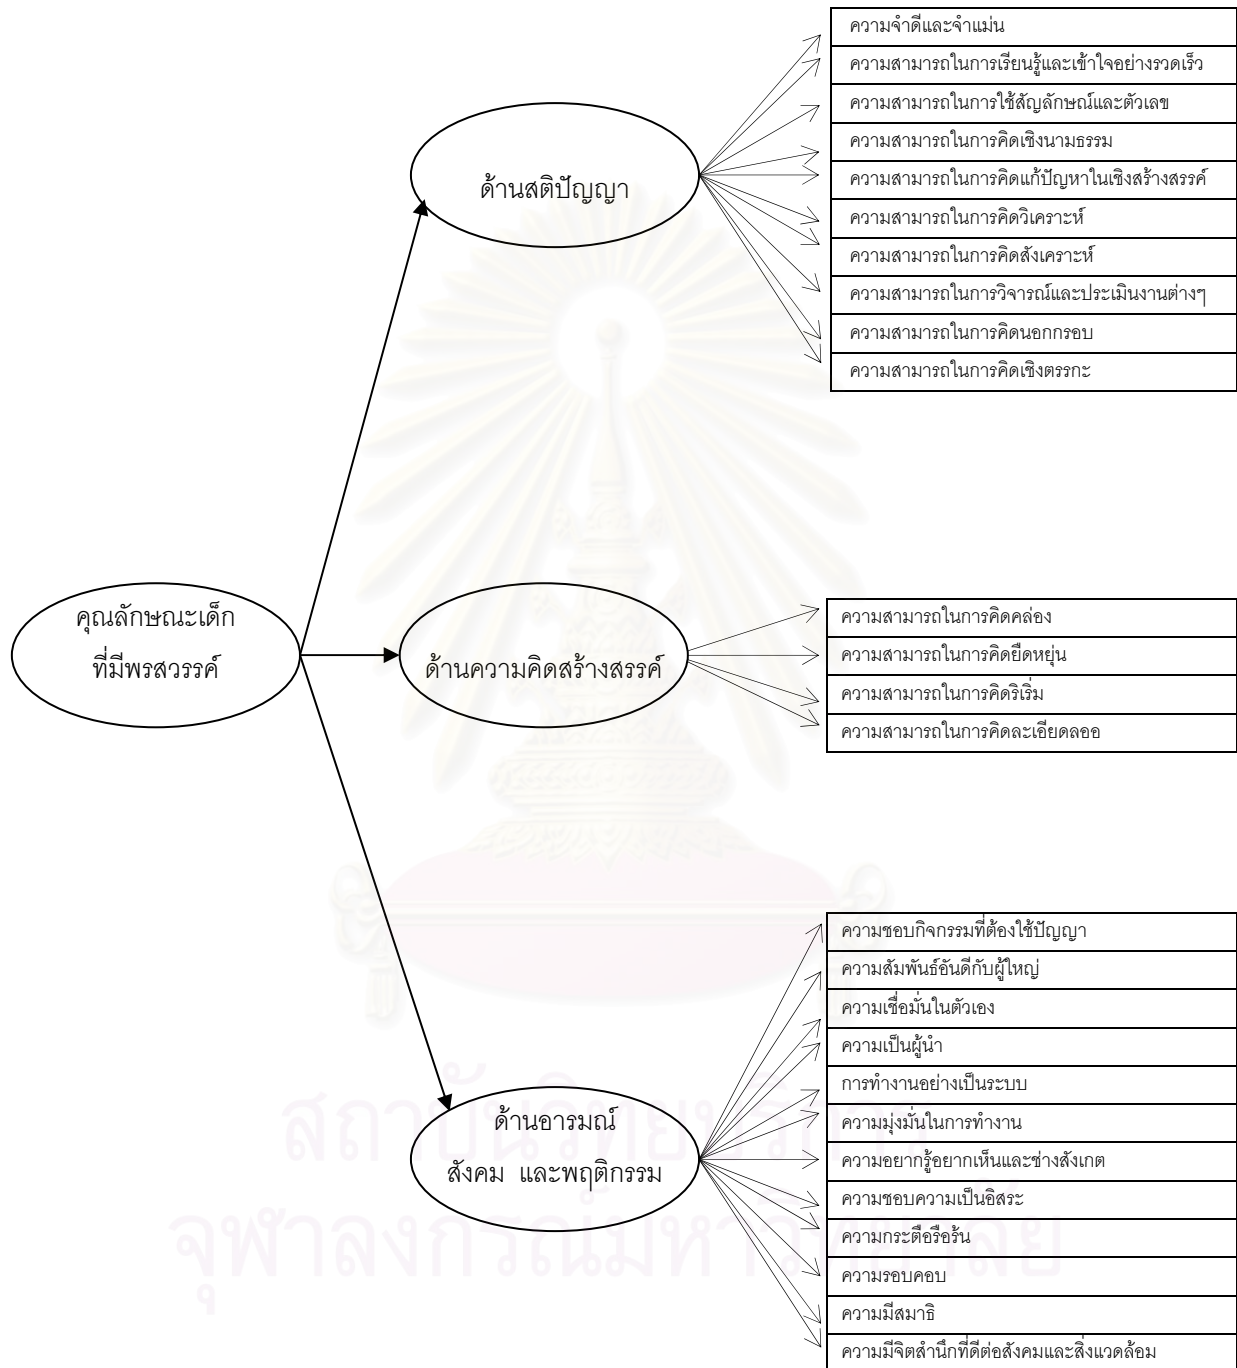 ความจำดีและจำแม่น
ความสามารถในการเรียนรู้และเข้าใจอย่างรวดเร็ว
ความสามารถในการใช้สัญลักษณ์และตัวเลข
ความสามารถในการคิดเชิงนามธรรม
ความสามารถในการคิดแก้ปัญหาในเชิงสร้างสรรค์
ความสามารถในการคิดวิเคราะห์
ความสามารถในการคิดสังเคราะห์
ความสามารถในการวิจารณ์และประเมินงานต่างๆ
ความสามารถในการคิดนอกกรอบ
ความสามารถในการคิดเชิงตรรกะ
ด้านสติปัญญา
คุณลักษณะเด็ก
ที่มีพรสวรรค์
ด้านความคิดสร้างสรรค์
ความสามารถในการคิดคล่อง
ความสามารถในการคิดยืดหยุ่น
ความสามารถในการคิดริเริ่ม
ความสามารถในการคิดละเอียดลออ
ด้านอารมณ์
สังคม และพฤติกรรม
ความชอบกิจกรรมที่ต้องใช้ปัญญา
ความสัมพันธ์อันดีกับผู้ใหญ่
ความเชื่อมั่นในตัวเอง
ความเป็นผู้นำ
การทำงานอย่างเป็นระบบ
ความมุ่งมั่นในการทำงาน
ความอยากรู้อยากเห็นและช่างสังเกต
ความชอบความเป็นอิสระ
ความกระตือรือร้น
ความรอบคอบ
ความมีสมาธิ
ความมีจิตสำนึกที่ดีต่อสังคมและสิ่งแวดล้อม
สถาบันวิทยบริการ
จุฬาลงกรณ์มหาวิทยาลัย